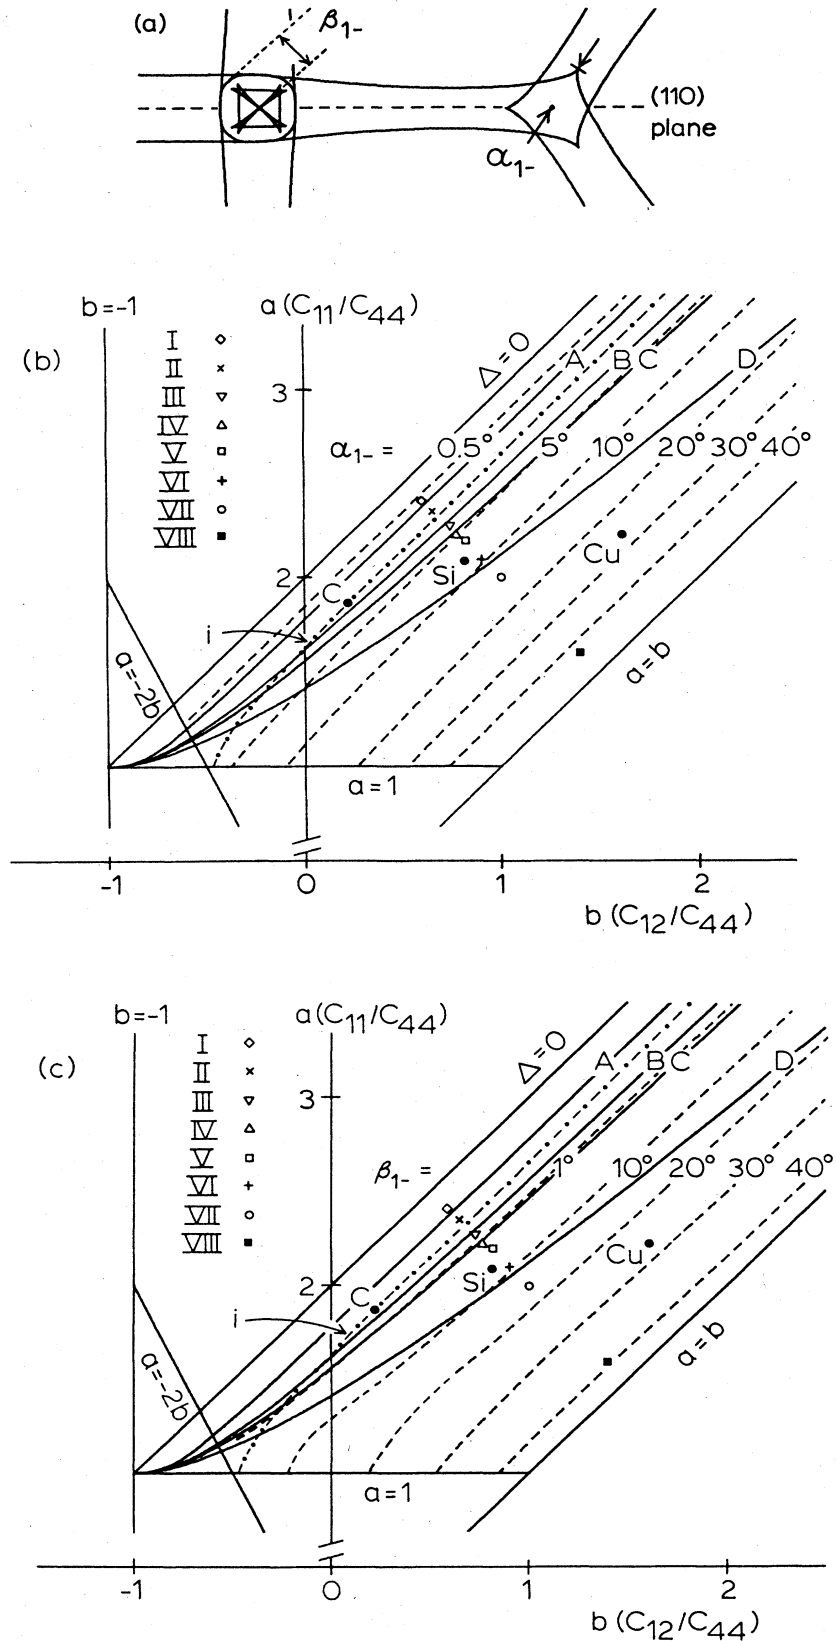 (a)
β1-
(110)
plane
α1-
(b)
b=-1
a(C11/C44)
I
II
III
IV
V
VI
VII
VIII
3
Δ=0
A
B
C
D
α1- =
0.5°
5°
10°
20°
30°
40°
2
C
Si
Cu
i
a=-2b
a=b
a=1
-1
0
1
2
b(C12/C44)
(c)
b=-1
a(C11/C44)
I
II
III
IV
V
VI
VII
VIII
3
Δ=0
A
B
C
D
β1- =
1°
10°
20°
30°
40°
2
C
Si
Cu
i
a=-2b
a=b
a=1
-1
0
1
2
b(C12/C44)